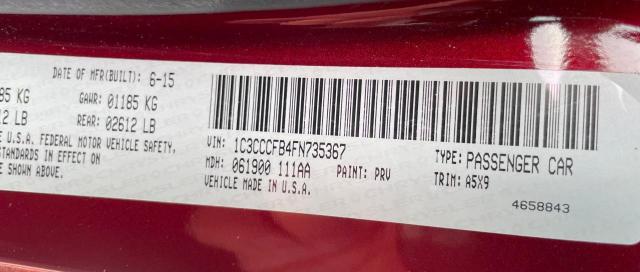 DATE OF MFR(BUILT): 6-15
85 KG GAWR: 01185 KG
12 LB REAR: 02612 LB
E U.S.A. FEDERAL MOTOR VEHICLE SAFETY,
STANDARDS IN EFFECT ON
E SHOWN ABOVE.
VIN: 1C3CCCFB4FN735367
MDH: 061900 111AA PAINT: PRV
VEHICLE MADE IN U.S.A.
TYPE: PASSENGER CAR
TRIM: A5X9
4658843